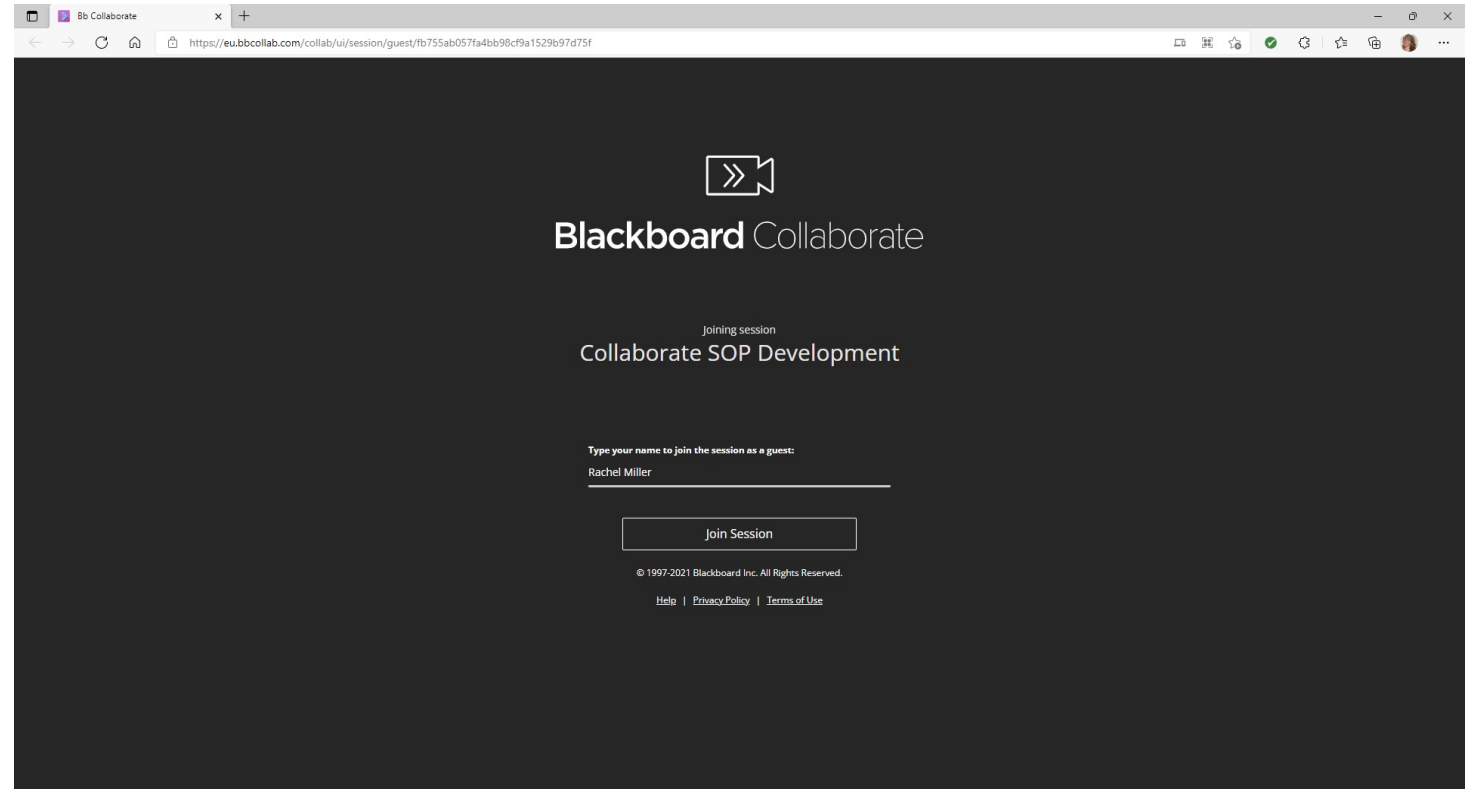 Bb Collaborate
https://eu.bbcollab.com/collab/ui/session/guest/fb755ab057fa4bb98cf9a1529b97d75f
Blackboard Collaborate
Joining session
Collaborate SOP Development
Type your name to join the session as a guest:
Rachel Miller
Join Session
© 1997-2021 Blackboard Inc. All Rights Reserved.
Help | Privacy Policy | Terms of Use